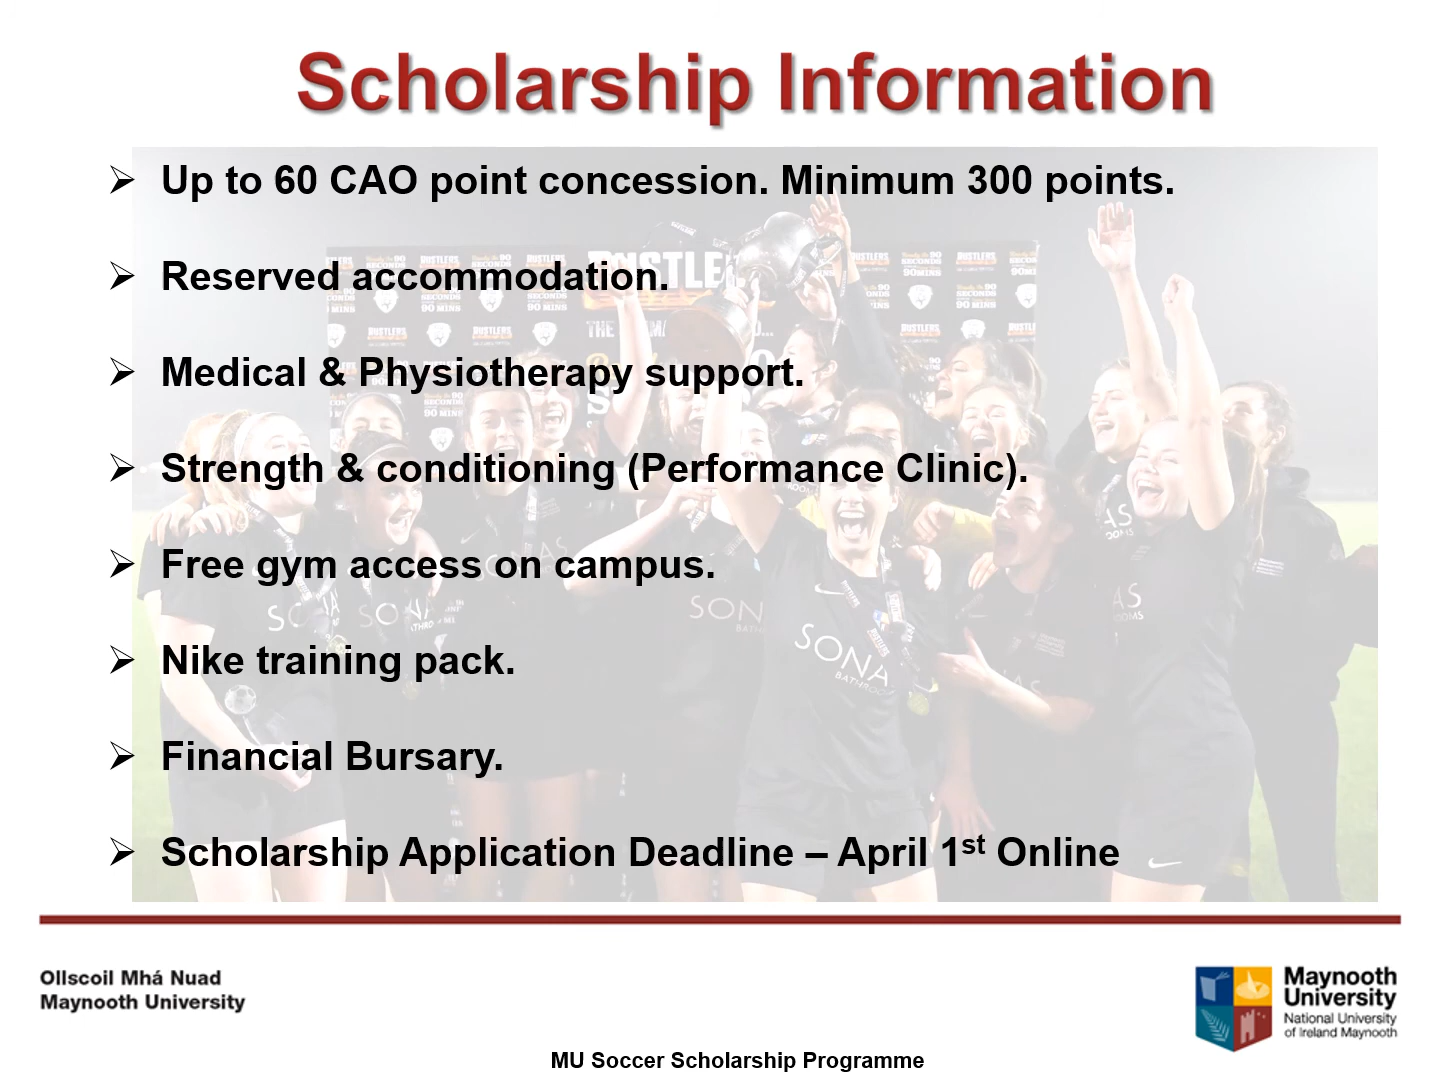 Scholarship Information
Up to 60 CAO point concession. Minimum 300 points.
Reserved accommodation.
Medical & Physiotherapy support.
Strength & conditioning (Performance Clinic).
Free gym access on campus.
Nike training pack.
Financial Bursary.
Scholarship Application Deadline – April 1st Online
Ollscoil Mhá Nuad
Maynooth University
Maynooth
University
National University
of Ireland Maynooth
MU Soccer Scholarship Programme